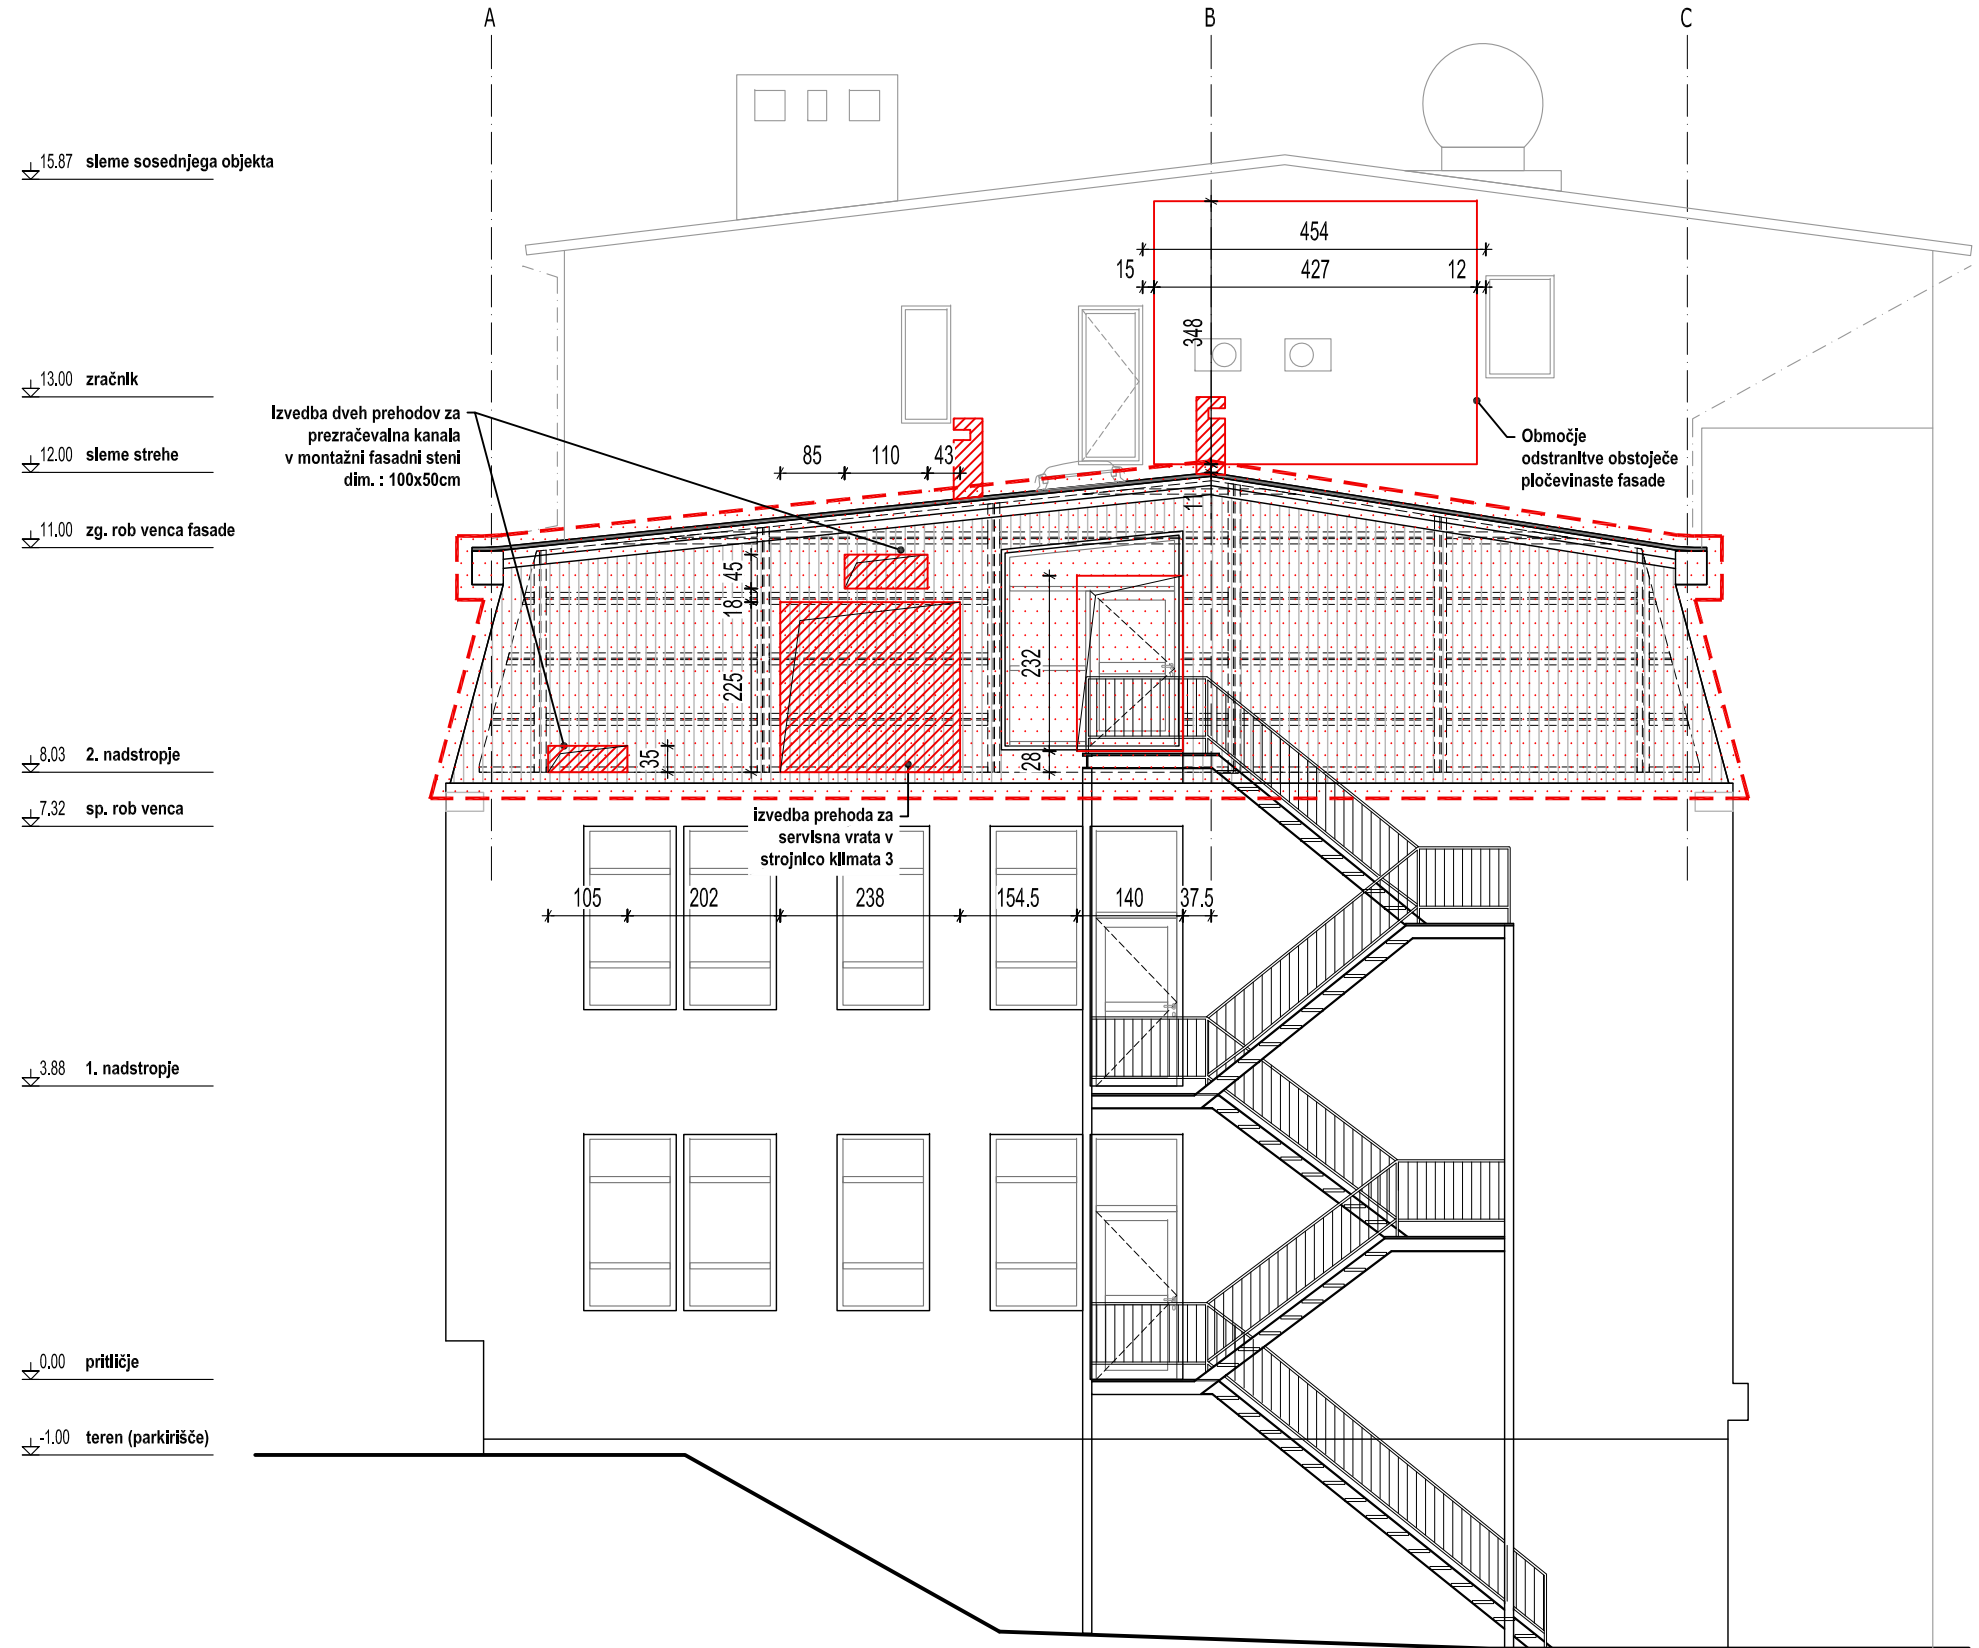 A
B
C
15.87 sleme sosednjega objekta
454
15
427
12
348
13.00 zračnik
Izvedba dveh prehodov za
prezračevalna kanala
v montažni fasadni steni
dim. : 100x50cm
85
110
43
Območje
odstranitve obstoječe
pločevinaste fasade
12.00 sleme strehe
11.00 zg. rob venca fasade
45
18
225
232
35
28
8.03 2. nadstropje
7.32 sp. rob venca
izvedba prehoda za
servisna vrata v
strojnico klimata 3
105
202
238
154.5
140
37.5
3.88 1. nadstropje
0.00 pritličje
-1.00 teren (parkirišče)